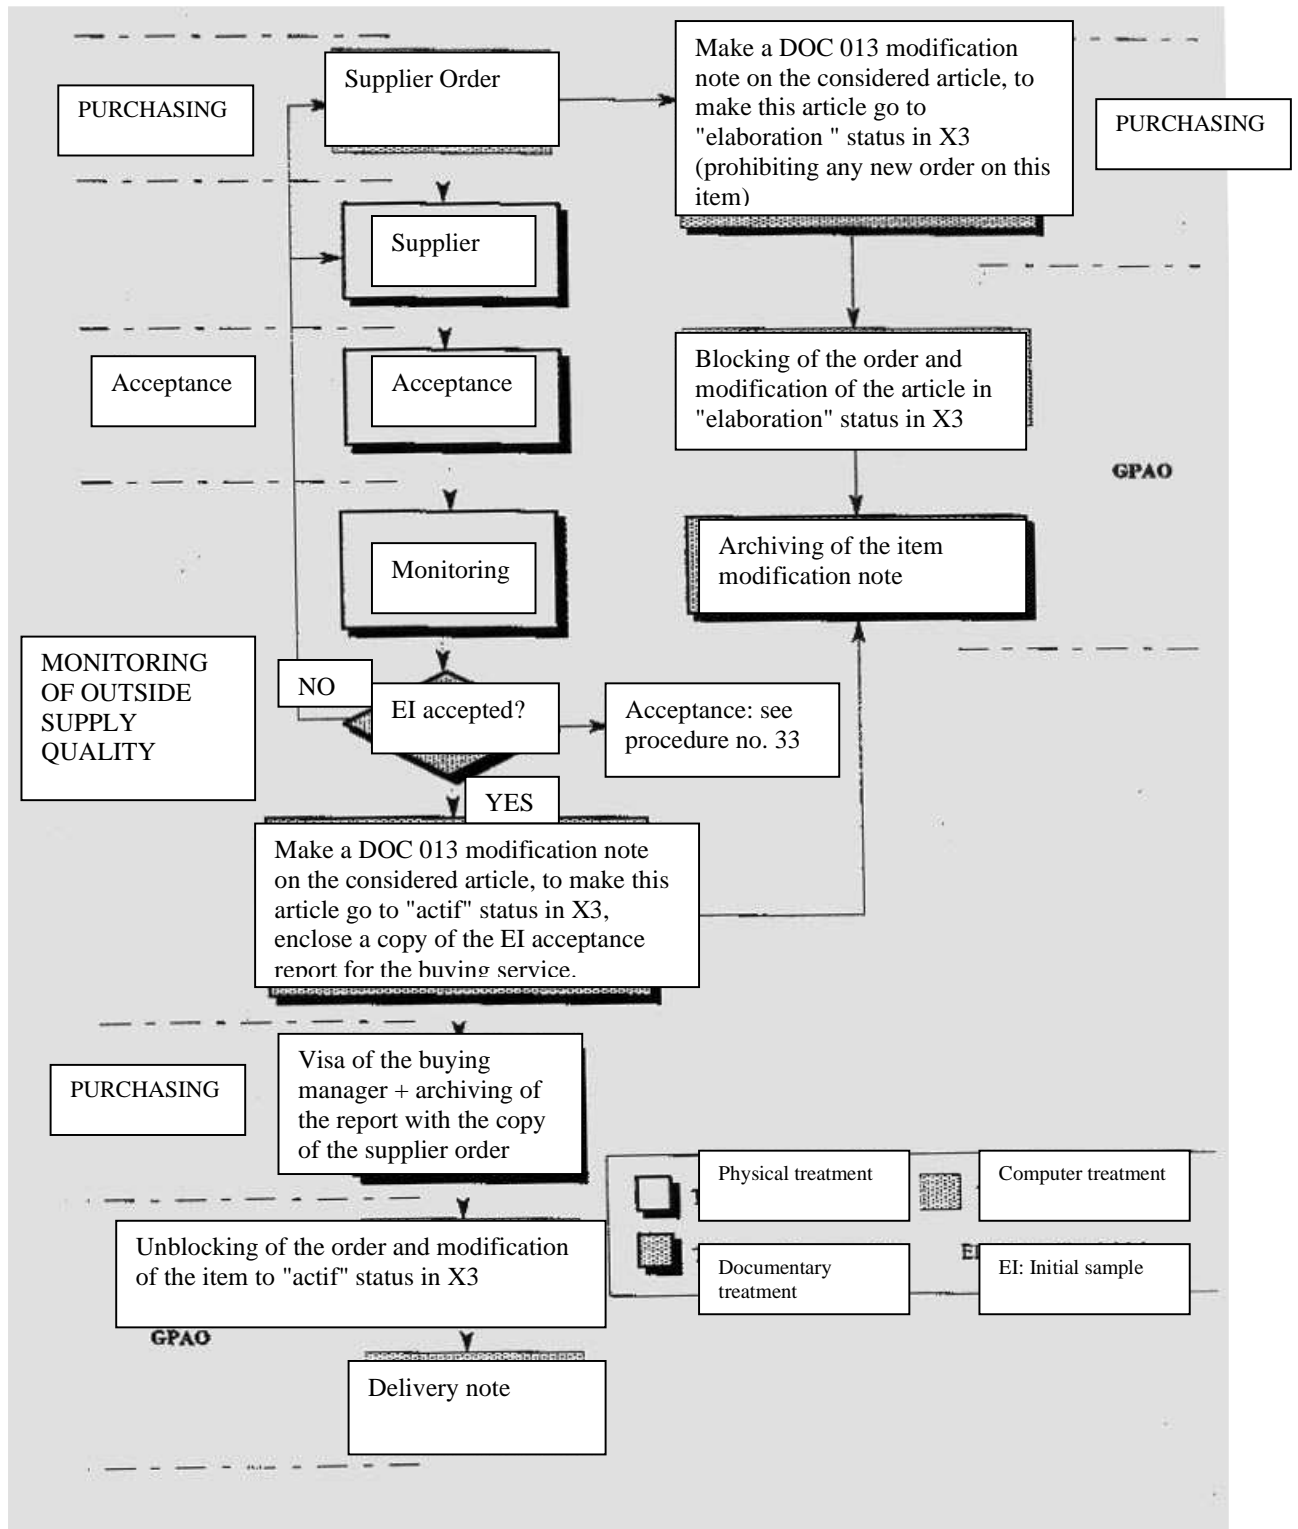 PURCHASING
Supplier Order
Make a DOC 013 modification
note on the considered article, to
make this article go to
"elaboration " status in X3
(prohibiting any new order on this
item)
PURCHASING
Supplier
Acceptance
Acceptance
Blocking of the order and
modification of the article in
"elaboration" status in X3
GPAO
Monitoring
Archiving of the item
modification note
MONITORING
OF OUTSIDE
SUPPLY
QUALITY
NO
EI accepted?
Acceptance: see
procedure no. 33
YES
Make a DOC 013 modification note
on the considered article, to make this
article go to "actif" status in X3,
enclose a copy of the EI acceptance
report for the buying service.
PURCHASING
Visa of the buying
manager + archiving of
the report with the copy
of the supplier order
Physical treatment
Computer treatment
Documentary
treatment
EI: Initial sample
Unblocking of the order and modification
of the item to "actif" status in X3
GPAO
Delivery note